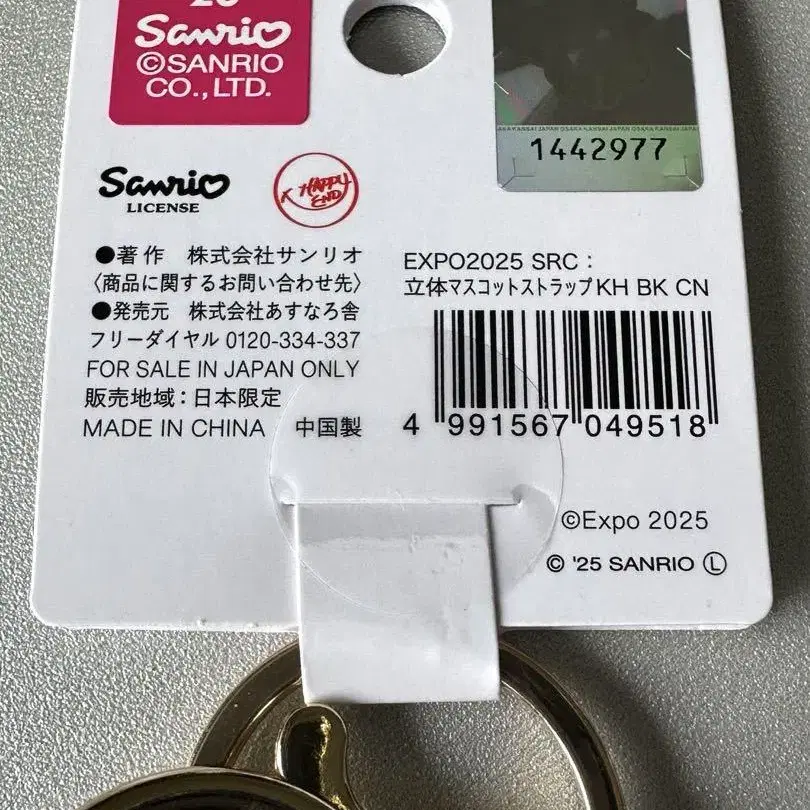 Sanrio
©SANRIO
CO.,LTD.
1442977
Sanrio
LICENSE
HAPPY
END
●著作 株式会社サンリオ
〈商品に関するお問い合わせ先〉
●発売元 株式会社あすなろ舎
フリーダイヤル 0120-334-337
FOR SALE IN JAPAN ONLY
販売地域：日本限定
MADE IN CHINA 中国製
EXPO2025 SRC :
立体マスコットストラップKH BK CN
4 991567 049518
©Expo 2025
© '25 SANRIO Ⓛ